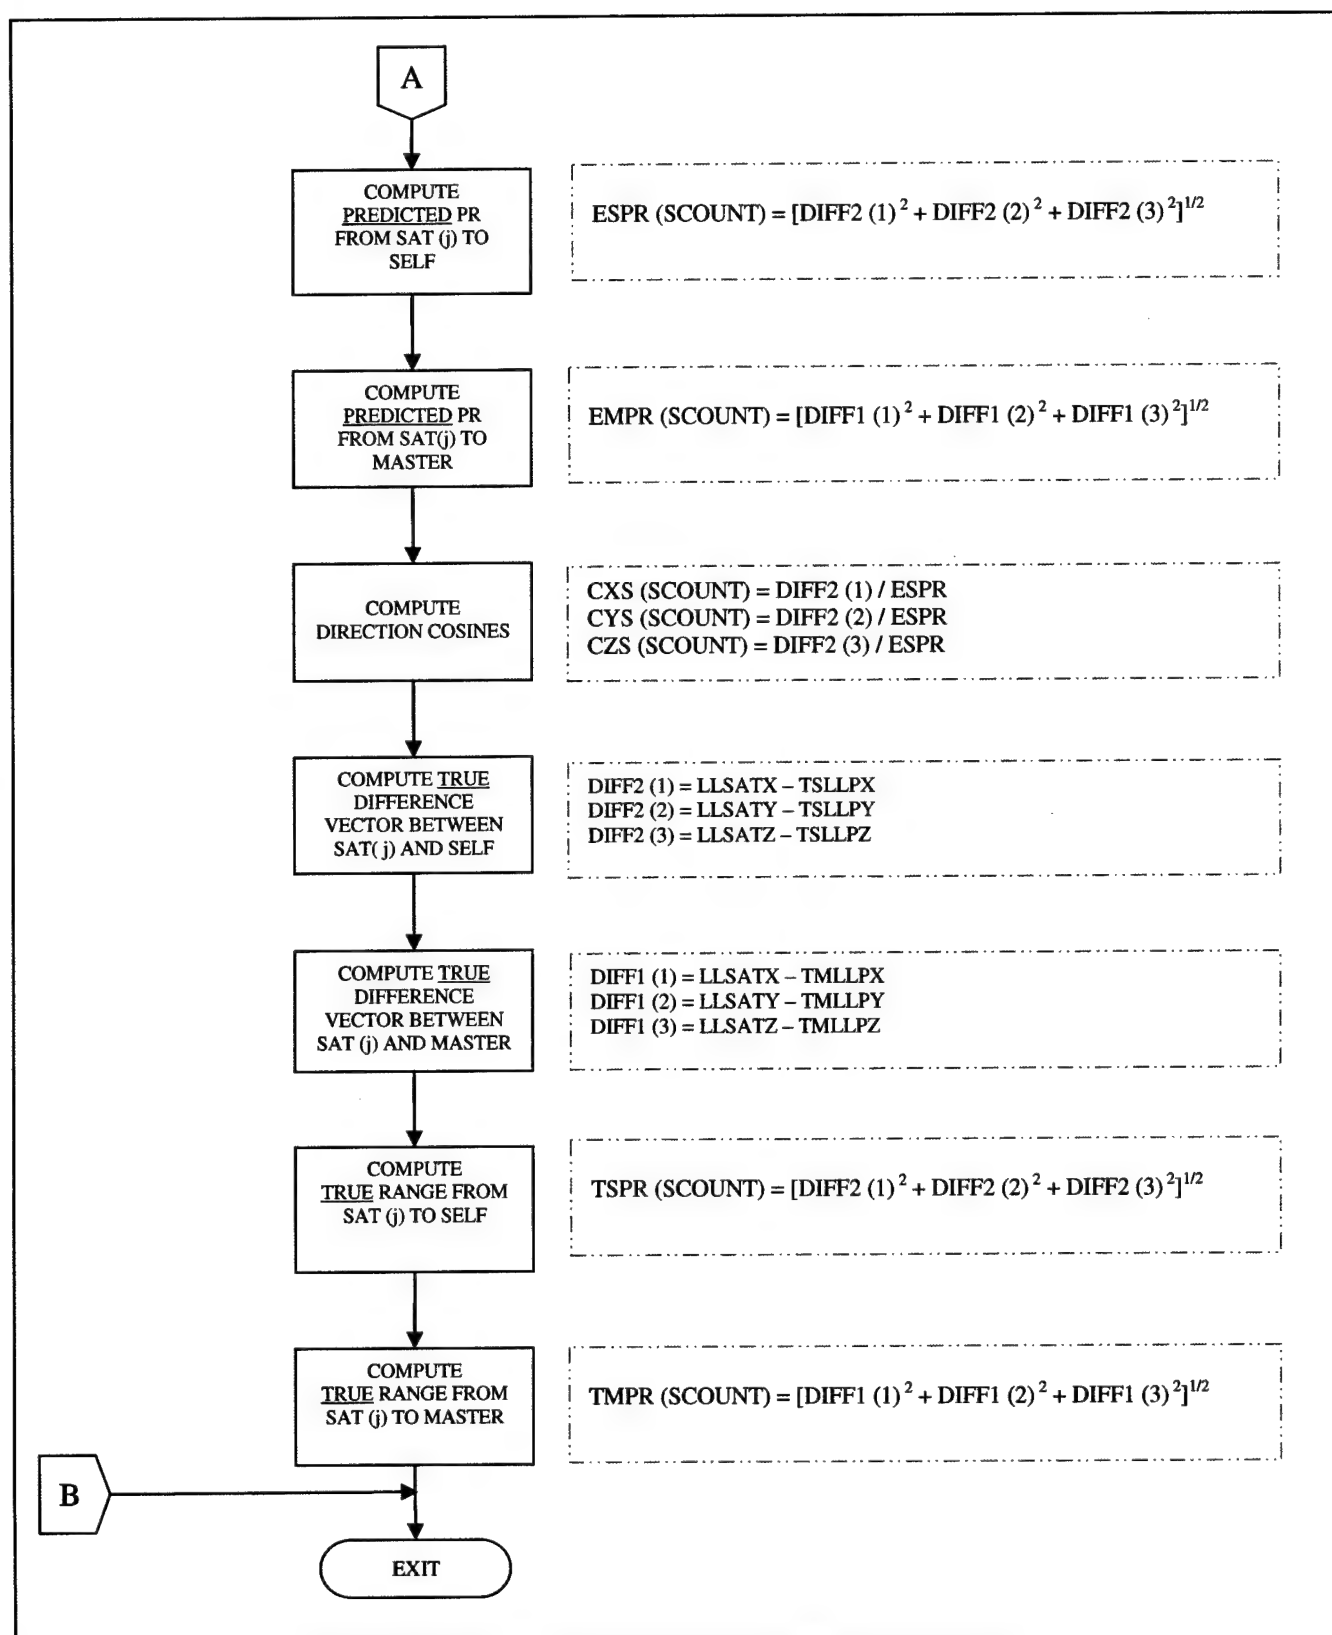 A
COMPUTE
PREDICTED PR
FROM SAT (j) TO
SELF
ESPR (SCOUNT) = [DIFF2 (1)² + DIFF2 (2)² + DIFF2 (3)²]^1/2
COMPUTE
PREDICTED PR
FROM SAT(j) TO
MASTER
EMPR (SCOUNT) = [DIFF1 (1)² + DIFF1 (2)² + DIFF1 (3)²]^1/2
COMPUTE
DIRECTION COSINES
CXS (SCOUNT) = DIFF2 (1) / ESPR
CYS (SCOUNT) = DIFF2 (2) / ESPR
CZS (SCOUNT) = DIFF2 (3) / ESPR
COMPUTE TRUE
DIFFERENCE
VECTOR BETWEEN
SAT( j) AND SELF
DIFF2 (1) = LLSATX – TSLLPX
DIFF2 (2) = LLSATY – TSLLPY
DIFF2 (3) = LLSATZ – TSLLPZ
COMPUTE TRUE
DIFFERENCE
VECTOR BETWEEN
SAT (j) AND MASTER
DIFF1 (1) = LLSATX – TMLLPX
DIFF1 (2) = LLSATY – TMLLPY
DIFF1 (3) = LLSATZ – TMLLPZ
COMPUTE
TRUE RANGE FROM
SAT (j) TO SELF
TSPR (SCOUNT) = [DIFF2 (1)² + DIFF2 (2)² + DIFF2 (3)²]^1/2
COMPUTE
TRUE RANGE FROM
SAT (j) TO MASTER
TMPR (SCOUNT) = [DIFF1 (1)² + DIFF1 (2)² + DIFF1 (3)²]^1/2
B
EXIT